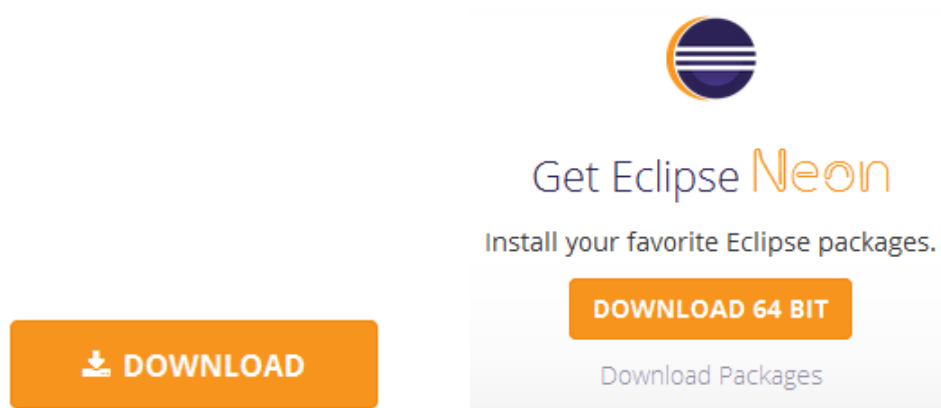 Get Eclipse Neon
Install your favorite Eclipse packages.
DOWNLOAD 64 BIT
DOWNLOAD
Download Packages